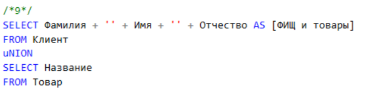 /*9*/
SELECT Фамилия + '' + Имя + '' + Отчество AS [ФИЩ и товары]
FROM Клиент
uNION
SELECT Название
FROM Товар